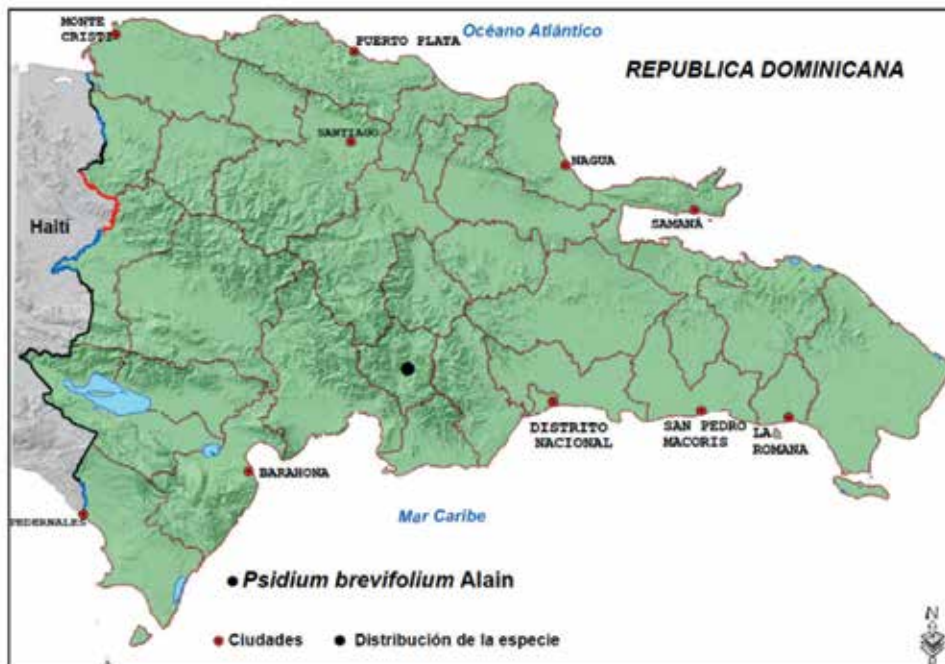 MONTE
CRISTI
Océano Atlántico
PUERTO PLATA
REPUBLICA DOMINICANA
SANTIAGO
NAGUA
SAMANÁ
Haití
DISTRITO
NACIONAL
SAN PEDRO
MACORIS
LA
ROMANA
BARAHONA
Mar Caribe
PEDERNALES
Psidium brevifolium Alain
Ciudades
Distribución de la especie
N